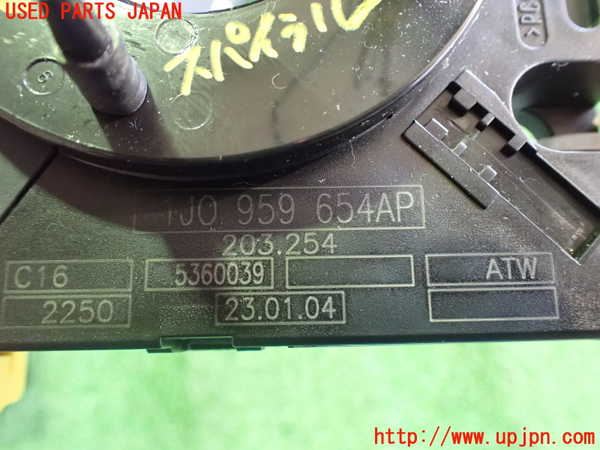 USED PARTS JAPAN
スパイラル
1J0 959 654AP
203.254
C16 5360039 ATW
2250 23.01.04
http://www.upjpn.com/